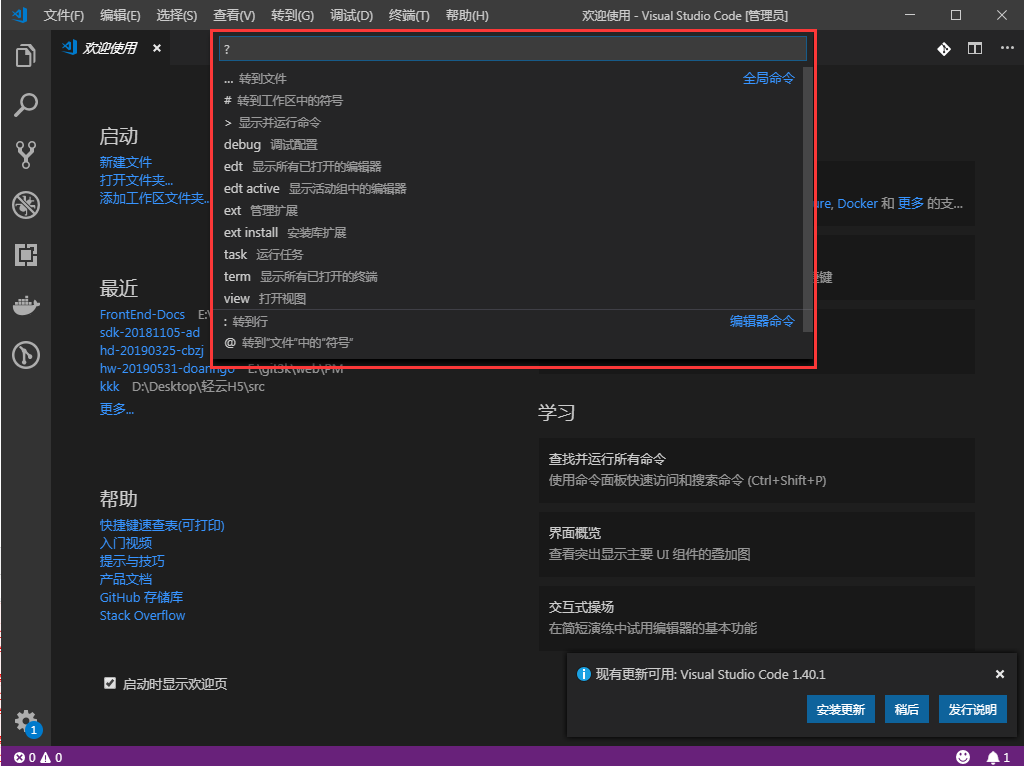 文件(F) 编辑(E) 选择(S) 查看(V) 转到(G) 调试(D) 终端(T) 帮助(H) 欢迎使用 - Visual Studio Code [管理员]
欢迎使用
?
... 转到文件 全局命令
# 转到工作区中的符号
> 显示并运行命令
debug 调试配置
edt 显示所有已打开的编辑器
edt active 显示活动组中的编辑器
ext 管理扩展
ext install 安装库扩展
task 运行任务
term 显示所有已打开的终端
view 打开视图
: 转到行 编辑器命令
@ 转到"文件"中的"符号"
启动
新建文件
打开文件夹...
添加工作区文件夹...
最近
FrontEnd-Docs E:\
sdk-20181105-ad
hd-20190325-cbzj
hw-20190531-doarngo E:\git3k\web\PM
kkk D:\Desktop\轻云H5\src
更多...
帮助
快捷键速查表(可打印)
入门视频
提示与技巧
产品文档
GitHub 存储库
Stack Overflow
启动时显示欢迎页
ure, Docker 和 更多 的支...
键
学习
查找并运行所有命令
使用命令面板快速访问和搜索命令 (Ctrl+Shift+P)
界面概览
查看突出显示主要 UI 组件的叠加图
交互式操场
在简短演练中试用编辑器的基本功能
现有更新可用: Visual Studio Code 1.40.1
安装更新 稍后 发行说明
1
0 0 1